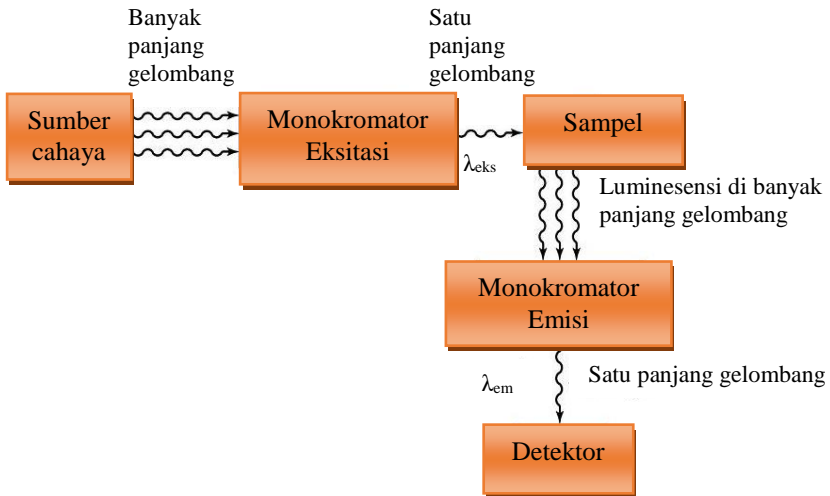 Banyak
panjang
gelombang
Satu
panjang
gelombang
Sumber
cahaya
Monokromator
Eksitasi
λeks
Sampel
Luminesensi di banyak
panjang gelombang
Monokromator
Emisi
λem
Satu panjang gelombang
Detektor